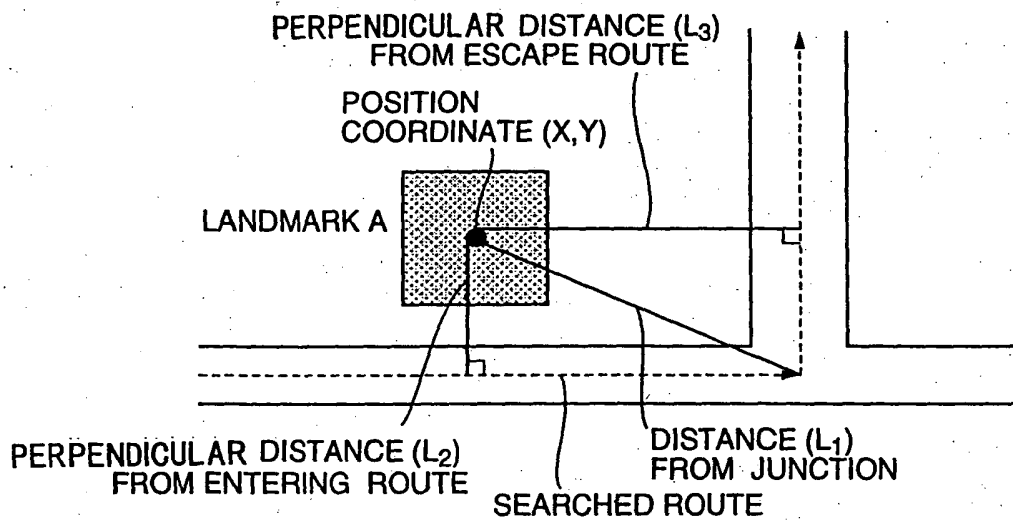 PERPENDICULAR DISTANCE (L3)
FROM ESCAPE ROUTE
POSITION
COORDINATE (X,Y)
LANDMARK A
PERPENDICULAR DISTANCE (L2)
FROM ENTERING ROUTE
DISTANCE (L1)
FROM JUNCTION
SEARCHED ROUTE